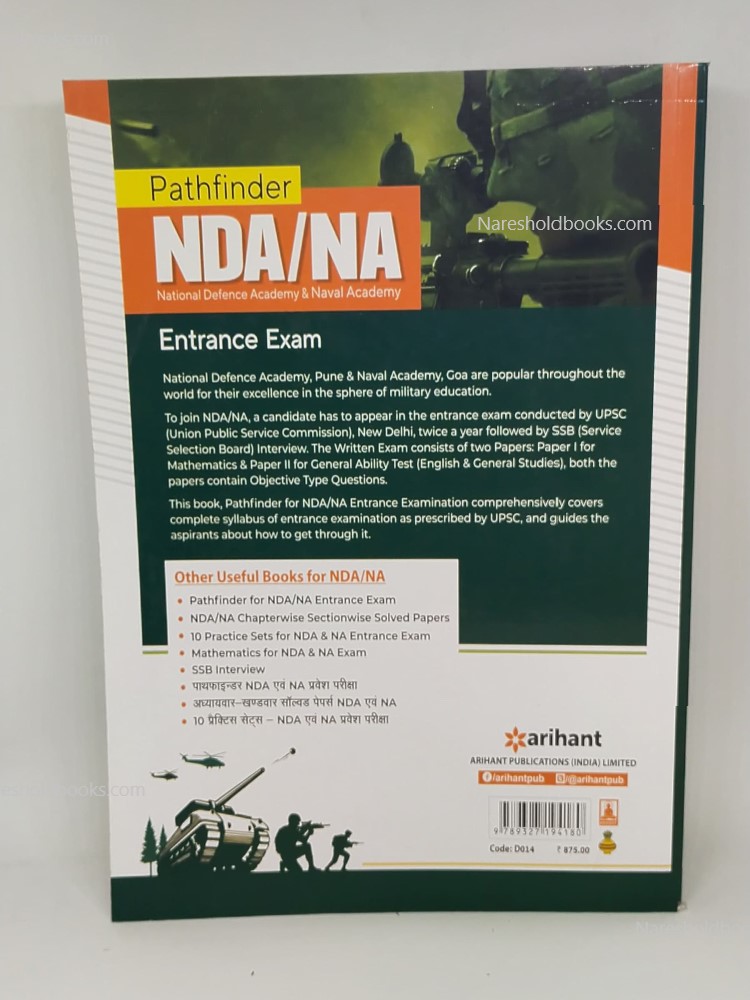 Pathfinder
NDA/NA
National Defence Academy & Naval Academy
Naresholdbooks.com
Entrance Exam
National Defence Academy, Pune & Naval Academy, Goa are popular throughout the
world for their excellence in the sphere of military education.
To join NDA/NA, a candidate has to appear in the entrance exam conducted by UPSC
(Union Public Service Commission), New Delhi, twice a year followed by SSB (Service
Selection Board) Interview. The Written Exam consists of two Papers: Paper I for
Mathematics & Paper II for General Ability Test (English & General Studies), both the
papers contain Objective Type Questions.
This book, Pathfinder for NDA/NA Entrance Examination comprehensively covers
complete syllabus of entrance examination as prescribed by UPSC, and guides the
aspirants about how to get through it.
Other Useful Books for NDA/NA
• Pathfinder for NDA/NA Entrance Exam
• NDA/NA Chapterwise Sectionwise Solved Papers
• 10 Practice Sets for NDA & NA Entrance Exam
• Mathematics for NDA & NA Exam
• SSB Interview
• पाथफाइन्डर NDA एवं NA प्रवेश परीक्षा
• अध्यायवार-खण्डवार सॉल्वड पेपर्स NDA एवं NA
• 10 प्रैक्टिस सेट्स – NDA एवं NA प्रवेश परीक्षा
arihant
ARIHANT PUBLICATIONS (INDIA) LIMITED
/arihantpub /@arihantpub
9 789327 194180
Code: D014 ₹ 875.00